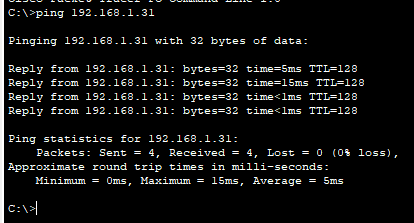 Cisco Packet Tracer PC Command Line 1.0
C:\>ping 192.168.1.31
Pinging 192.168.1.31 with 32 bytes of data:
Reply from 192.168.1.31: bytes=32 time=5ms TTL=128
Reply from 192.168.1.31: bytes=32 time=15ms TTL=128
Reply from 192.168.1.31: bytes=32 time<1ms TTL=128
Reply from 192.168.1.31: bytes=32 time<1ms TTL=128
Ping statistics for 192.168.1.31:
Packets: Sent = 4, Received = 4, Lost = 0 (0% loss),
Approximate round trip times in milli-seconds:
Minimum = 0ms, Maximum = 15ms, Average = 5ms
C:\>